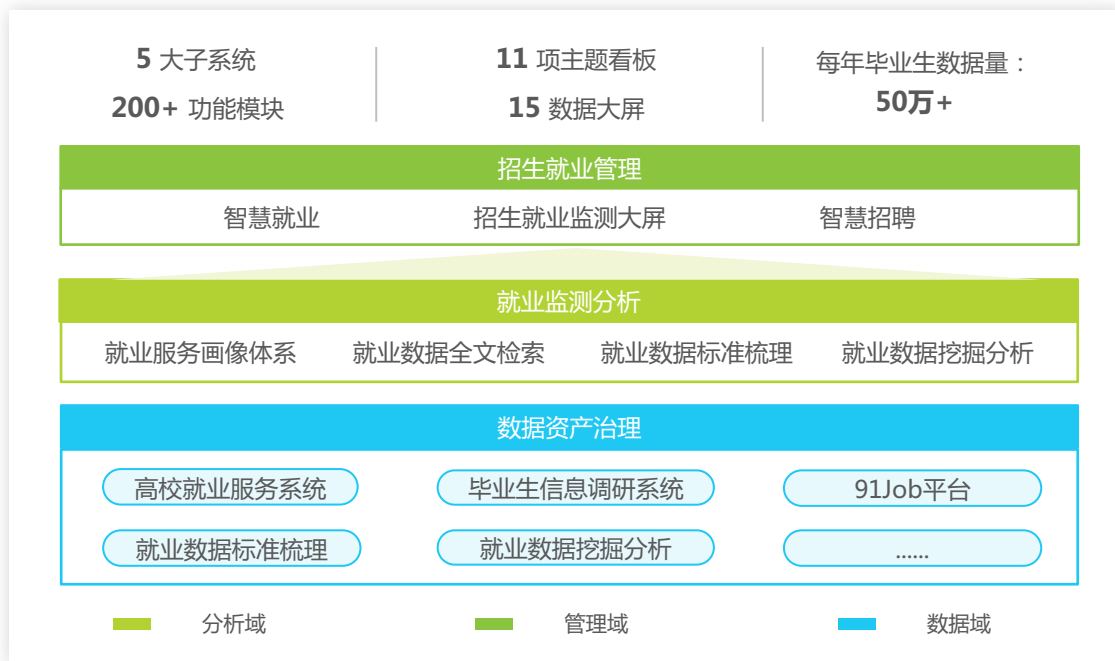 5 大子系统
200+ 功能模块
11 项主题看板
15 数据大屏
每年毕业生数据量：
50万+
招生就业管理
智慧就业 招生就业监测大屏 智慧招聘
就业监测分析
就业服务画像体系 就业数据全文检索 就业数据标准梳理 就业数据挖掘分析
数据资产治理
高校就业服务系统 毕业生信息调研系统 91Job平台
就业数据标准梳理 就业数据挖掘分析 ......
分析域 管理域 数据域